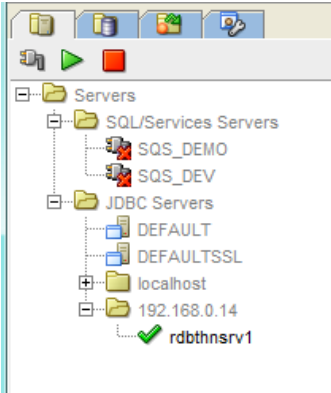 Servers
SQL/Services Servers
SQS_DEMO
SQS_DEV
JDBC Servers
DEFAULT
DEFAULTSSL
localhost
192.168.0.14
rdbthnsrv1